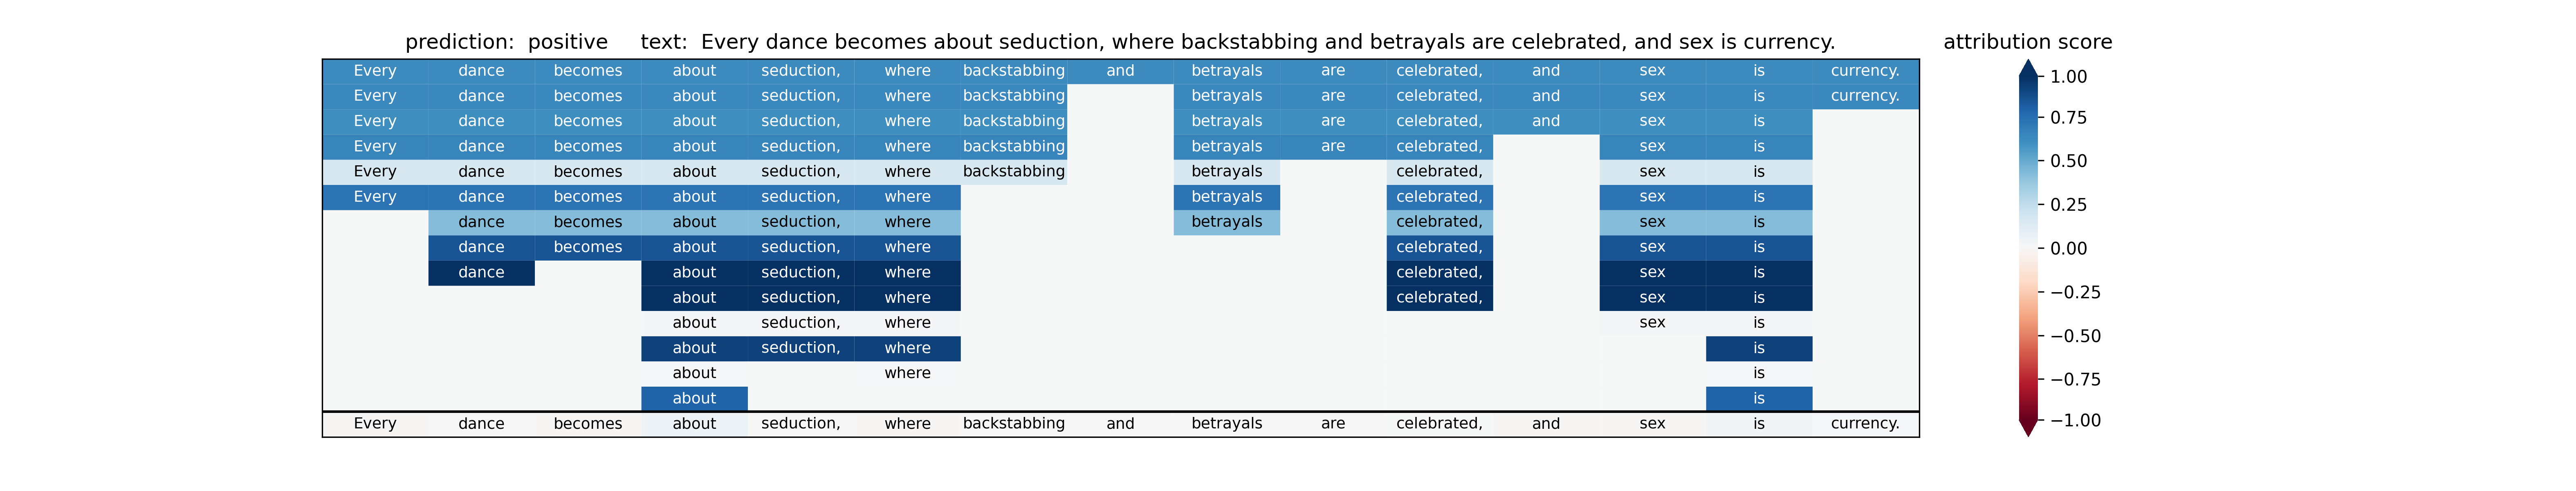 prediction: positive text: Every dance becomes about seduction, where backstabbing and betrayals are celebrated, and sex is currency. attribution score
Every dance becomes about seduction, where backstabbing and betrayals are celebrated, and sex is currency.
Every dance becomes about seduction, where backstabbing betrayals are celebrated, and sex is currency.
Every dance becomes about seduction, where backstabbing betrayals are celebrated, and sex is
Every dance becomes about seduction, where backstabbing betrayals are celebrated, sex is
Every dance becomes about seduction, where backstabbing betrayals celebrated, sex is
Every dance becomes about seduction, where betrayals celebrated, sex is
dance becomes about seduction, where betrayals celebrated, sex is
dance becomes about seduction, where celebrated, sex is
dance about seduction, where celebrated, sex is
about seduction, where celebrated, sex is
about seduction, where sex is
about seduction, where is
about where is
about is
Every dance becomes about seduction, where backstabbing and betrayals are celebrated, and sex is currency.
1.00
0.75
0.50
0.25
0.00
−0.25
−0.50
−0.75
−1.00